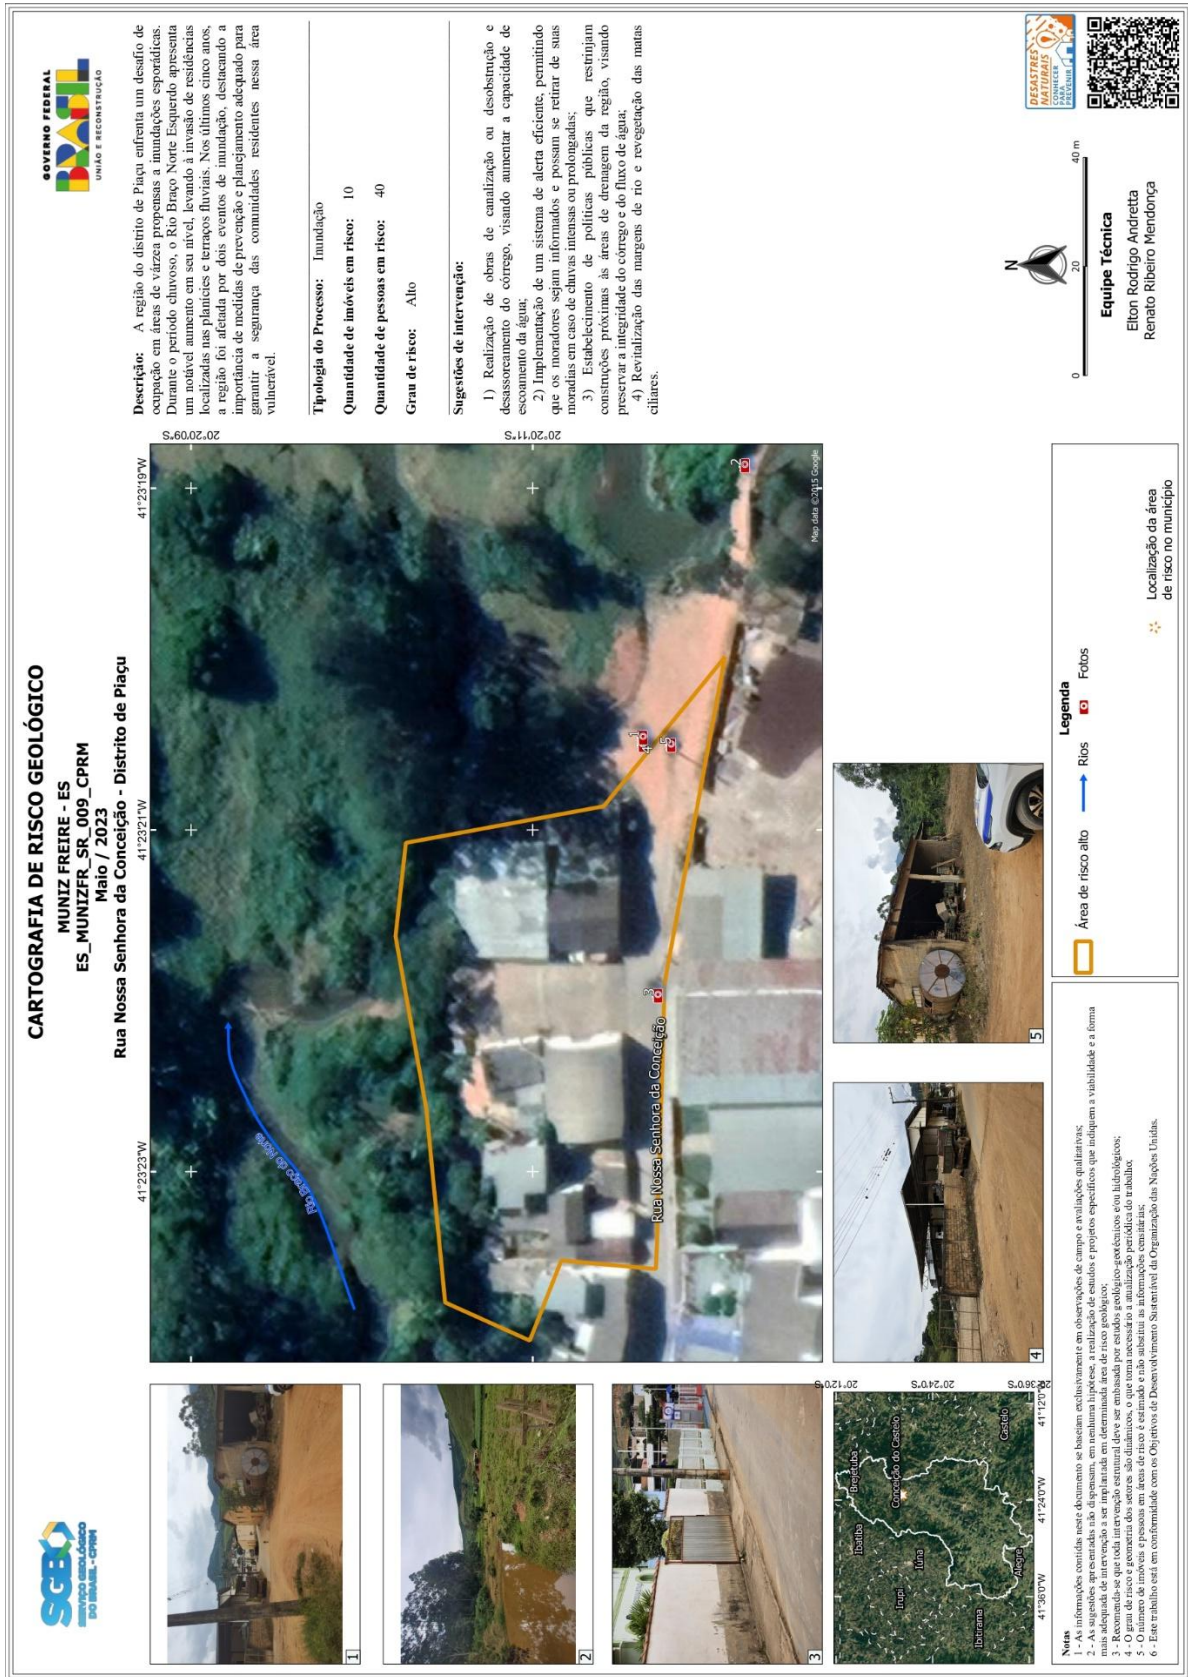 SGB
SERVIÇO GEOLÓGICO
DO BRASIL - CPRM
CARTOGRAFIA DE RISCO GEOLÓGICO
MUNIZ FREIRE - ES
ES_MUNIZFR_SR_009_CPRM
Maio / 2023
Rua Nossa Senhora da Conceição - Distrito de Piaçu
GOVERNO FEDERAL
BRASIL
UNIÃO E RECONSTRUÇÃO
1
2
3
41°23'23"W
41°23'21"W
41°23'19"W
20°20'09"S
20°20'11"S
Rio Braço do Norte
Rua Nossa Senhora da Conceição
3
1
4
5
2
Map data ©2015 Google
Descrição: A região do distrito de Piaçu enfrenta um desafio de
ocupação em áreas de várzea propensas a inundações esporádicas.
Durante o período chuvoso, o Rio Braço Norte Esquerdo apresenta
um notável aumento em seu nível, levando à invasão de residências
localizadas nas planícies e terraços fluviais. Nos últimos cinco anos,
a região foi afetada por dois eventos de inundação, destacando a
importância de medidas de prevenção e planejamento adequado para
garantir a segurança das comunidades residentes nessa área
vulnerável.
Tipologia do Processo: Inundação
Quantidade de imóveis em risco: 10
Quantidade de pessoas em risco: 40
Grau de risco: Alto
Sugestões de intervenção:
1) Realização de obras de canalização ou desobstrução e
desassoreamento do córrego, visando aumentar a capacidade de
escoamento da água;
2) Implementação de um sistema de alerta eficiente, permitindo
que os moradores sejam informados e possam se retirar de suas
moradias em caso de chuvas intensas ou prolongadas;
3) Estabelecimento de políticas públicas que restrinjam
construções próximas às áreas de drenagem da região, visando
preservar a integridade do córrego e do fluxo de água;
4) Revitalização das margens de rio e revegetação das matas
ciliares.
Ibatiba
Brejetuba
Irupi
Iúna
Conceição do Castelo
Ibitirama
Alegre
Castelo
20°12'0"S
20°24'0"S
20°36'0"S
41°36'0"W
41°24'0"W
41°12'0"W
4
5
Notas
1 - As informações contidas neste documento se baseiam exclusivamente em observações de campo e avaliações qualitativas;
2 - As sugestões apresentadas não dispensam, em nenhuma hipótese, a realização de estudos e projetos específicos que indiquem a viabilidade e a forma
mais adequada de intervenção a ser implantada em determinada área de risco geológico;
3 - Recomenda-se que toda intervenção estrutural deve ser embasada por estudos geológico-geotécnicos e/ou hidrológicos;
4 - O grau de risco e geometria dos setores são dinâmicos, o que torna necessário a atualização periódica do trabalho;
5 - O número de imóveis e pessoas em áreas de risco é estimado e não substitui as informações censitárias;
6 - Este trabalho está em conformidade com os Objetivos de Desenvolvimento Sustentável da Organização das Nações Unidas.
Legenda
Área de risco alto
Rios
Fotos
Localização da área
de risco no município
N
0
20
40 m
Equipe Técnica
Elton Rodrigo Andretta
Renato Ribeiro Mendonça
DESASTRES
NATURAIS
CONHECER
PARA
PREVENIR